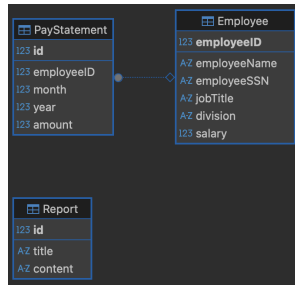 PayStatement
123 id
123 employeeID
123 month
123 year
123 amount
Employee
123 employeeID
A-Z employeeName
A-Z employeeSSN
A-Z jobTitle
A-Z division
123 salary
Report
123 id
A-Z title
A-Z content